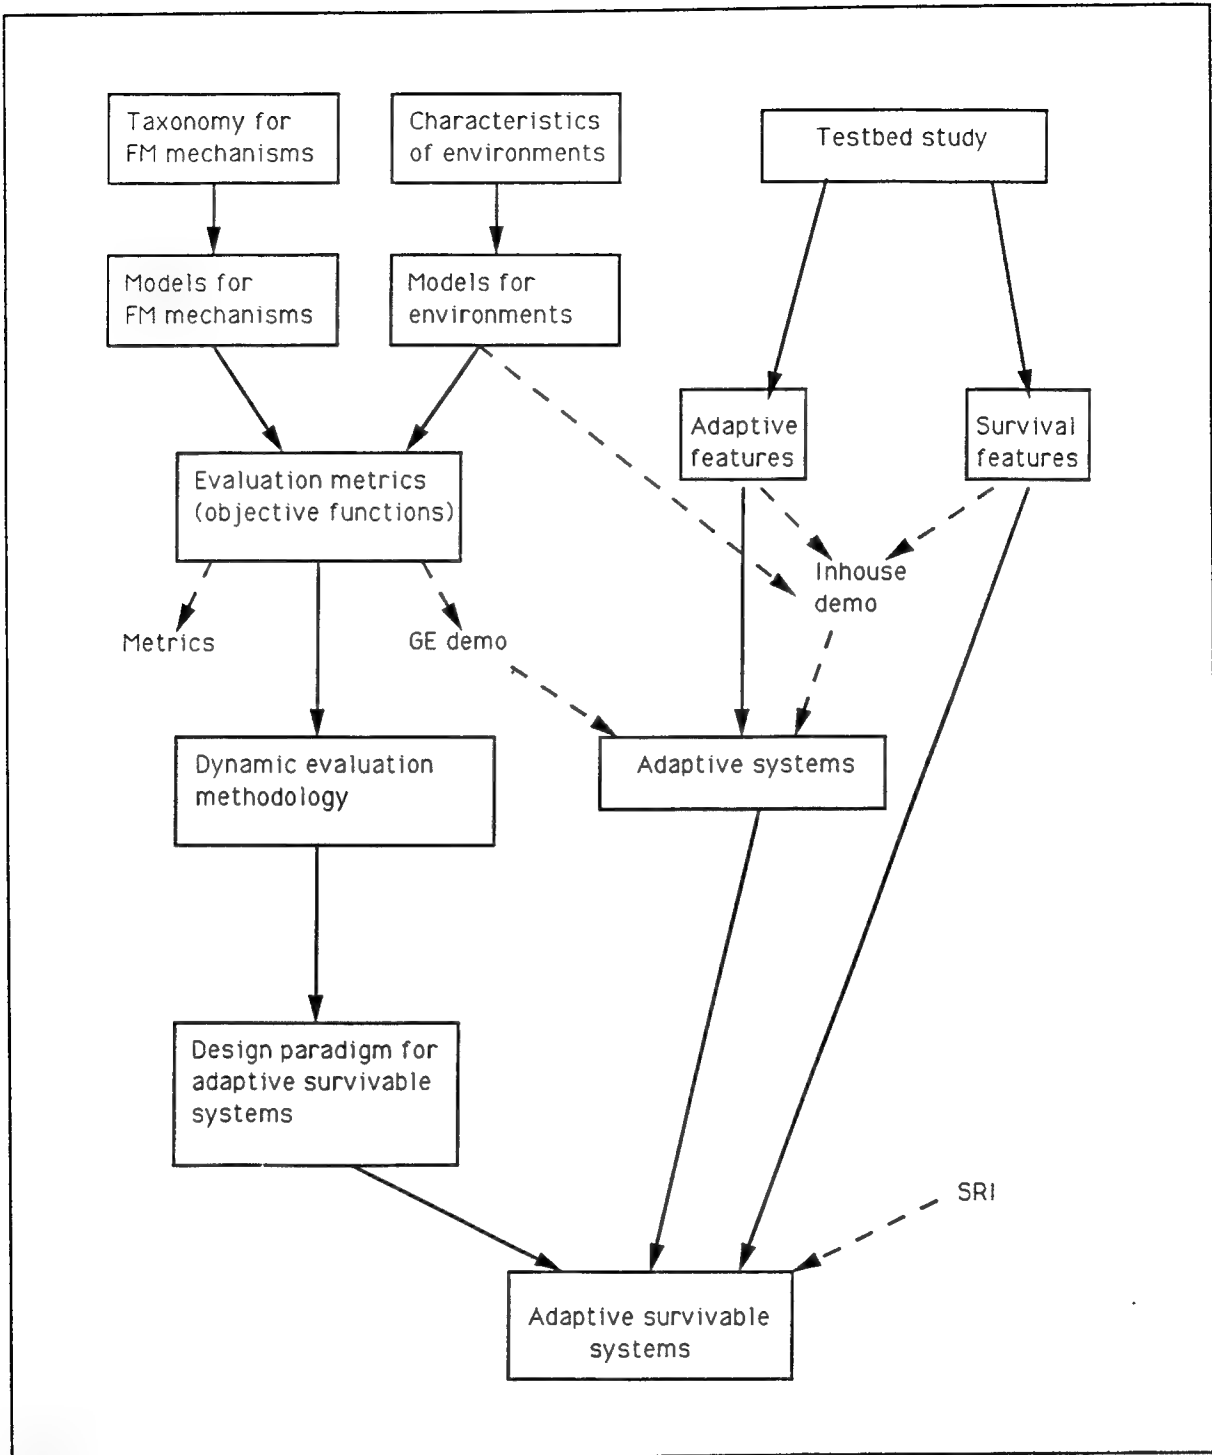 Taxonomy for
FM mechanisms
Characteristics
of environments
Testbed study
Models for
FM mechanisms
Models for
environments
Adaptive
features
Survival
features
Evaluation metrics
(objective functions)
Inhouse
demo
Metrics
GE demo
Dynamic evaluation
methodology
Adaptive systems
Design paradigm for
adaptive survivable
systems
SRI
Adaptive survivable
systems